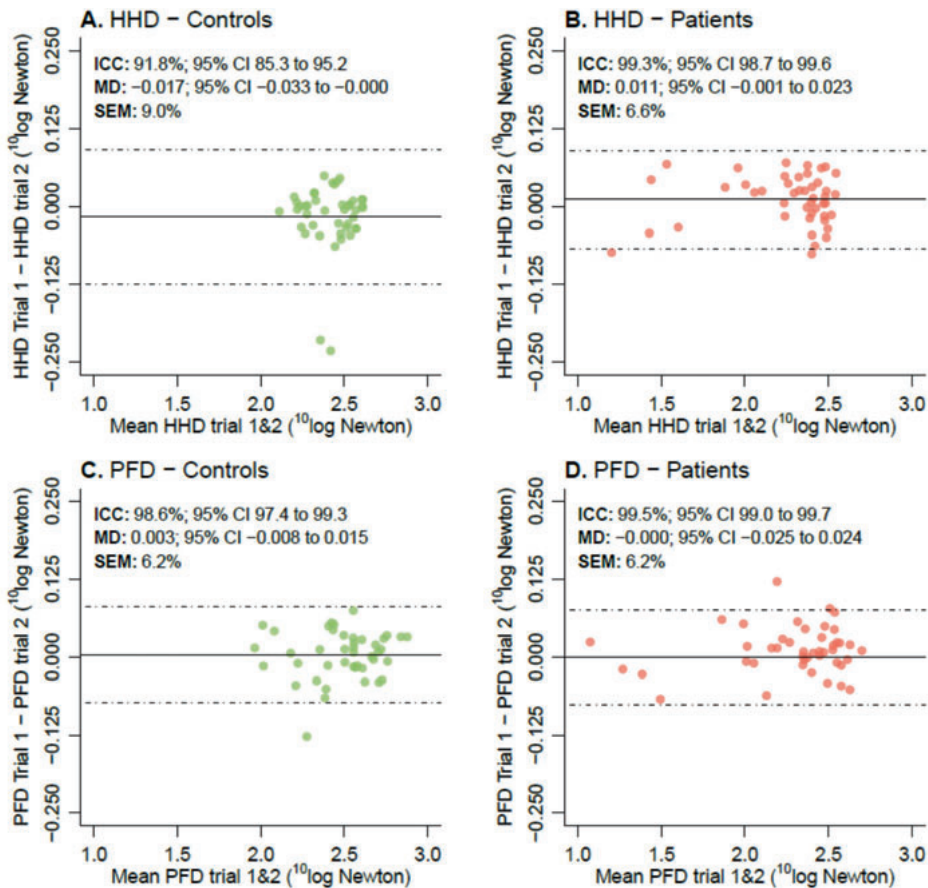 A. HHD − Controls
ICC: 91.8%; 95% CI 85.3 to 95.2
MD: −0.017; 95% CI −0.033 to −0.000
SEM: 9.0%
HHD Trial 1 − HHD trial 2 (¹⁰log Newton)
0.250
0.125
0.000
−0.125
−0.250
1.0 1.5 2.0 2.5 3.0
Mean HHD trial 1&2 (¹⁰log Newton)
B. HHD − Patients
ICC: 99.3%; 95% CI 98.7 to 99.6
MD: 0.011; 95% CI −0.001 to 0.023
SEM: 6.6%
HHD Trial 1 − HHD trial 2 (¹⁰log Newton)
0.250
0.125
0.000
−0.125
−0.250
1.0 1.5 2.0 2.5 3.0
Mean HHD trial 1&2 (¹⁰log Newton)
C. PFD − Controls
ICC: 98.6%; 95% CI 97.4 to 99.3
MD: 0.003; 95% CI −0.008 to 0.015
SEM: 6.2%
PFD Trial 1 − PFD trial 2 (¹⁰log Newton)
0.250
0.125
0.000
−0.125
−0.250
1.0 1.5 2.0 2.5 3.0
Mean PFD trial 1&2 (¹⁰log Newton)
D. PFD − Patients
ICC: 99.5%; 95% CI 99.0 to 99.7
MD: −0.000; 95% CI −0.025 to 0.024
SEM: 6.2%
PFD Trial 1 − PFD trial 2 (¹⁰log Newton)
0.250
0.125
0.000
−0.125
−0.250
1.0 1.5 2.0 2.5 3.0
Mean PFD trial 1&2 (¹⁰log Newton)